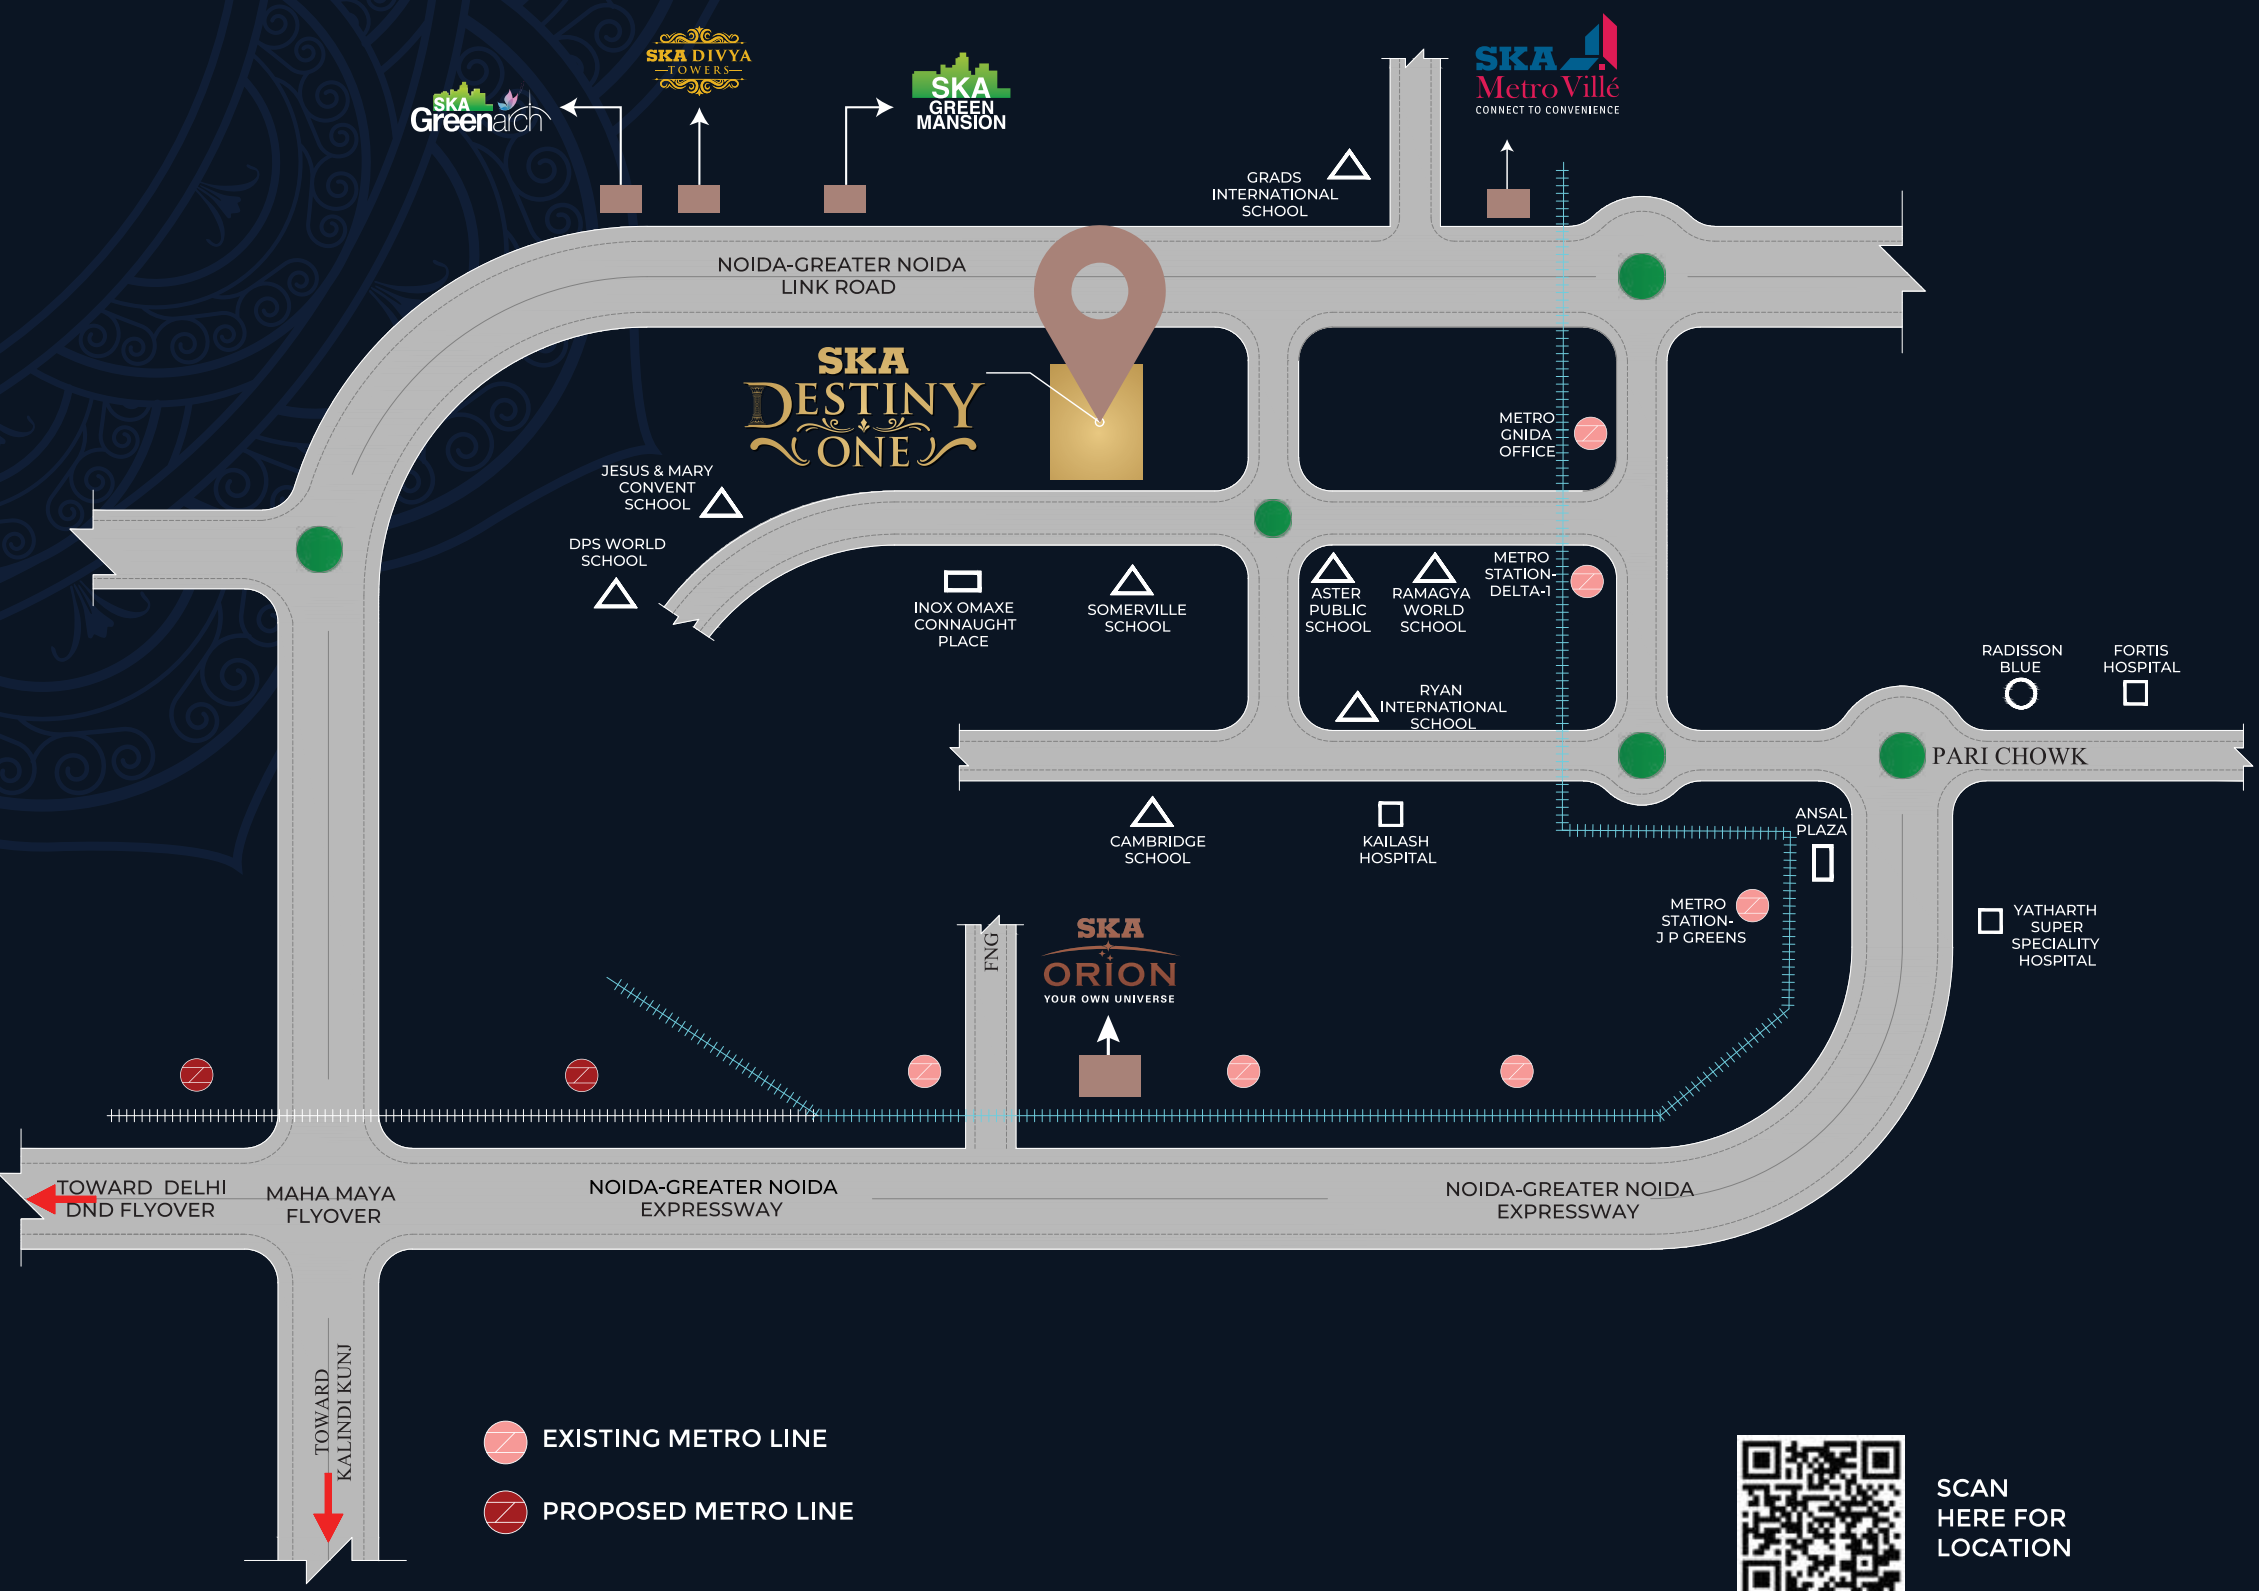 SKA
Greenarch
SKA DIVYA
TOWERS
SKA
GREEN
MANSION
SKA
Metro Villé
CONNECT TO CONVENIENCE
GRADS
INTERNATIONAL
SCHOOL
NOIDA-GREATER NOIDA
LINK ROAD
SKA
DESTINY
ONE
METRO
GNIDA
OFFICE
JESUS & MARY
CONVENT
SCHOOL
DPS WORLD
SCHOOL
INOX OMAXE
CONNAUGHT
PLACE
SOMERVILLE
SCHOOL
ASTER
PUBLIC
SCHOOL
RAMAGYA
WORLD
SCHOOL
METRO
STATION-
DELTA-1
RYAN
INTERNATIONAL
SCHOOL
RADISSON
BLUE
FORTIS
HOSPITAL
PARI CHOWK
CAMBRIDGE
SCHOOL
KAILASH
HOSPITAL
ANSAL
PLAZA
METRO
STATION-
J P GREENS
YATHARTH
SUPER
SPECIALITY
HOSPITAL
FNG
SKA
ORION
YOUR OWN UNIVERSE
TOWARD DELHI
DND FLYOVER
MAHA MAYA
FLYOVER
NOIDA-GREATER NOIDA
EXPRESSWAY
NOIDA-GREATER NOIDA
EXPRESSWAY
TOWARD
KALINDI KUNJ
EXISTING METRO LINE
PROPOSED METRO LINE
SCAN
HERE FOR
LOCATION